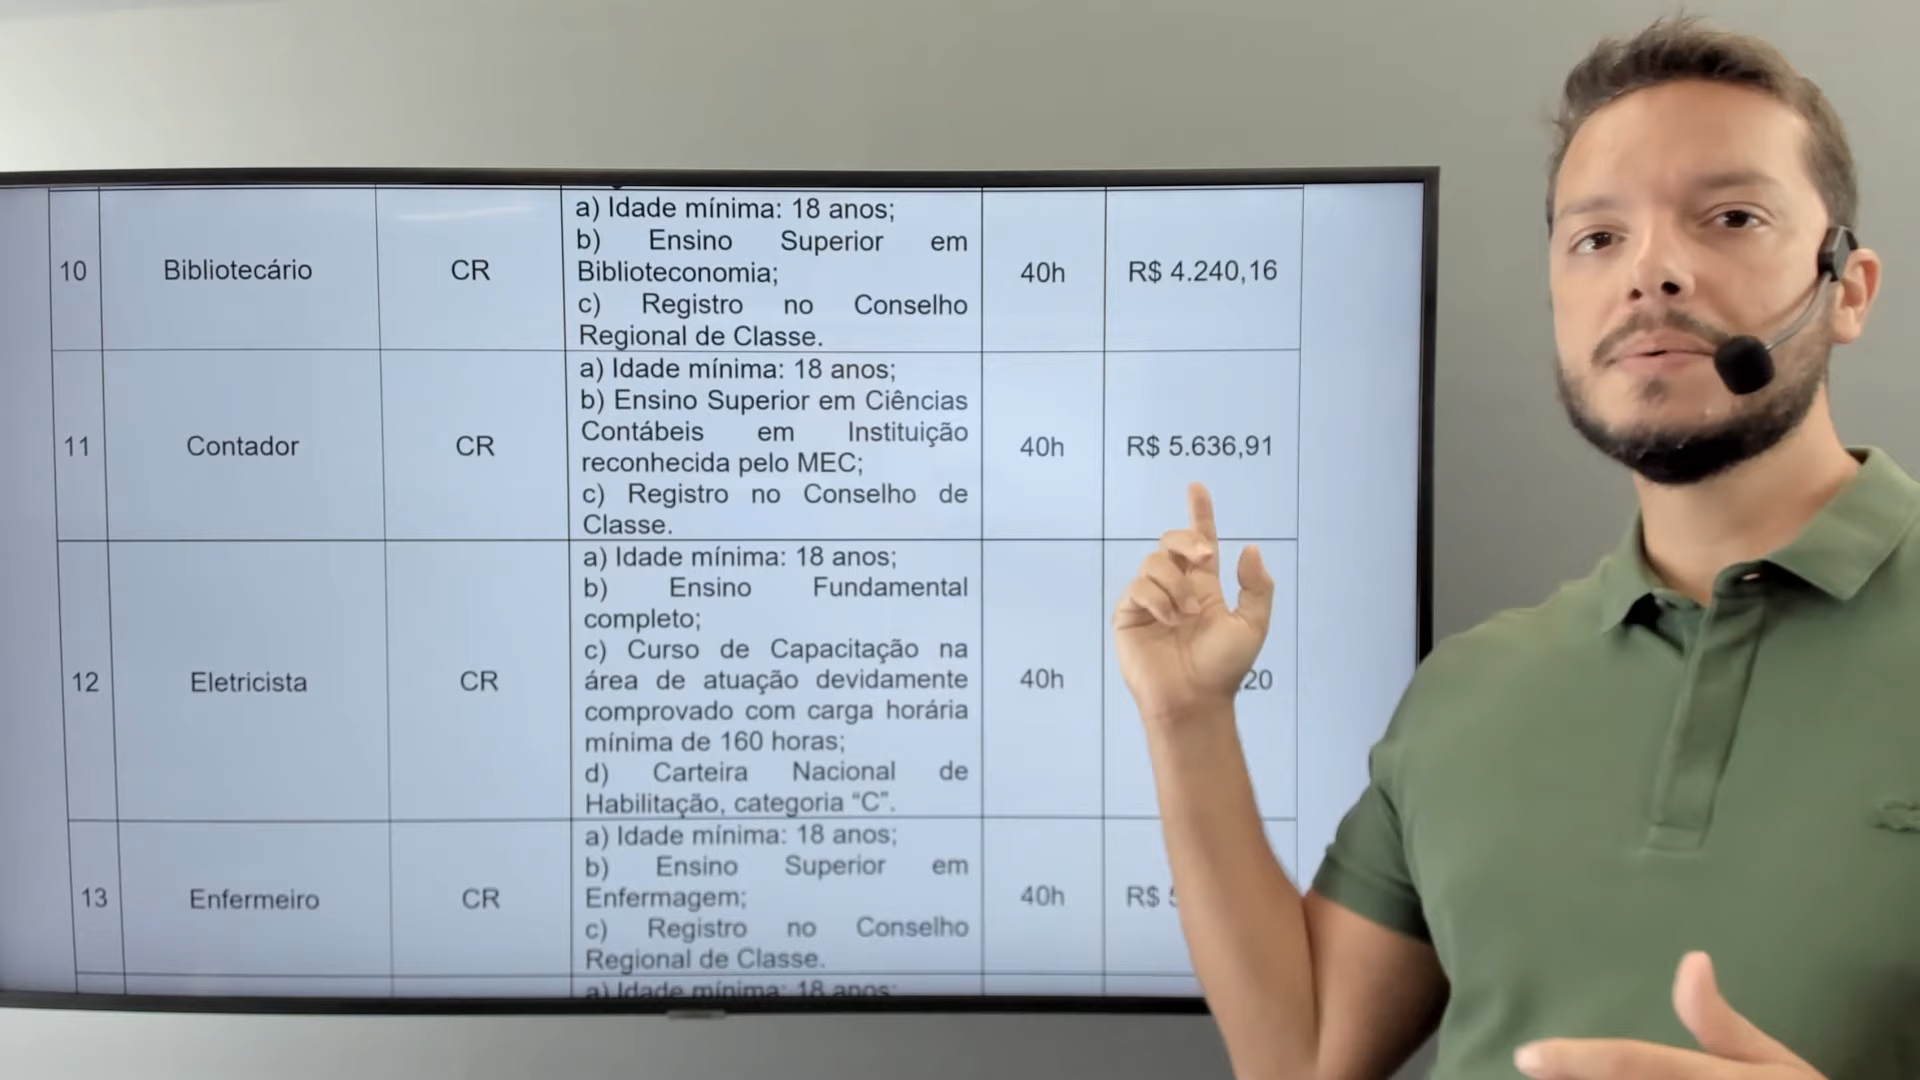 10
Bibliotecário
CR
a) Idade mínima: 18 anos;
b) Ensino Superior em
Biblioteconomia;
c) Registro no Conselho
Regional de Classe.
40h
R$ 4.240,16
11
Contador
CR
a) Idade mínima: 18 anos;
b) Ensino Superior em Ciências
Contábeis em Instituição
reconhecida pelo MEC;
c) Registro no Conselho de
Classe.
40h
R$ 5.636,91
12
Eletricista
CR
a) Idade mínima: 18 anos;
b) Ensino Fundamental
completo;
c) Curso de Capacitação na
área de atuação devidamente
comprovado com carga horária
mínima de 160 horas;
d) Carteira Nacional de
Habilitação, categoria “C”.
40h
,20
13
Enfermeiro
CR
a) Idade mínima: 18 anos;
b) Ensino Superior em
Enfermagem;
c) Registro no Conselho
Regional de Classe.
40h
R$
a) Idade mínima: 18 anos;